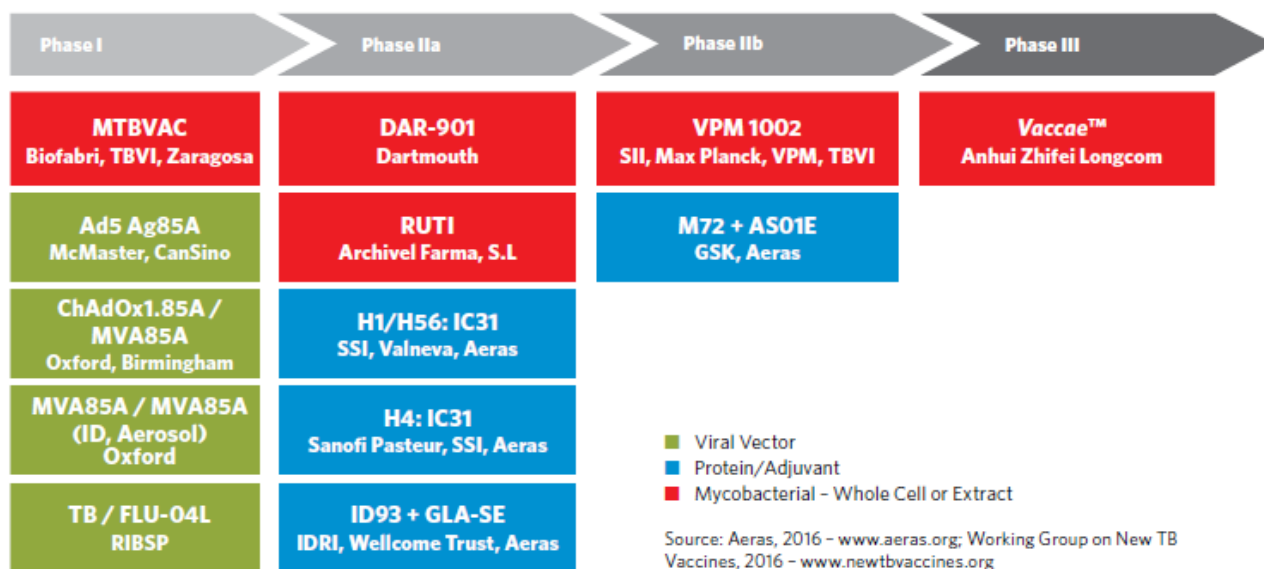 Phase I
Phase IIa
Phase IIb
Phase III
MTBVAC
Biofabri, TBVI, Zaragosa
DAR-901
Dartmouth
VPM 1002
SII, Max Planck, VPM, TBVI
Vaccae™
Anhui Zhifei Longcom
Ad5 Ag85A
McMaster, CanSino
RUTI
Archivel Farma, S.L
M72 + AS01E
GSK, Aeras
ChAdOx1.85A /
MVA85A
Oxford, Birmingham
H1/H56: IC31
SSI, Valneva, Aeras
MVA85A / MVA85A
(ID, Aerosol)
Oxford
H4: IC31
Sanofi Pasteur, SSI, Aeras
TB / FLU-04L
RIBSP
ID93 + GLA-SE
IDRI, Wellcome Trust, Aeras
Viral Vector
Protein/Adjuvant
Mycobacterial – Whole Cell or Extract
Source: Aeras, 2016 – www.aeras.org; Working Group on New TB
Vaccines, 2016 – www.newtbvaccines.org